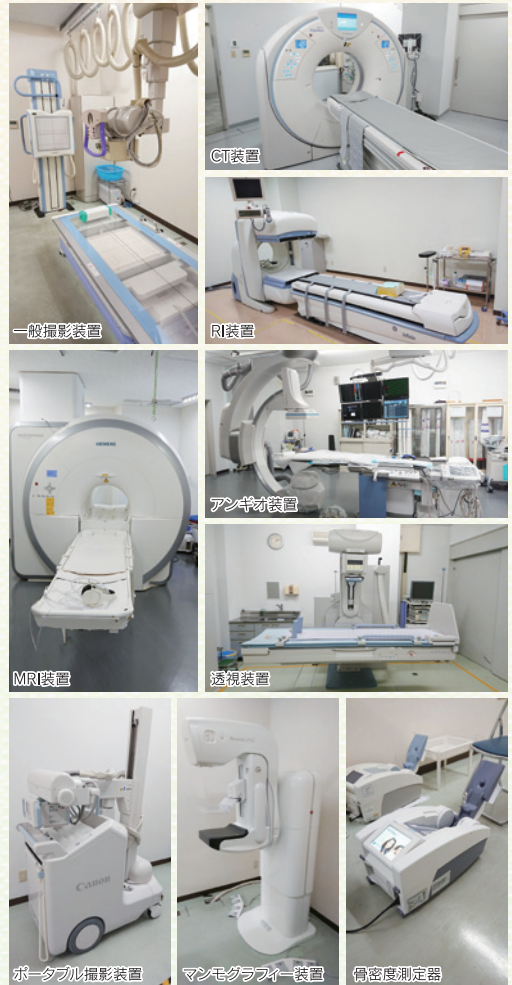 一般撮影装置
CT装置
RI装置
SIEMENS
MRI装置
アンギオ装置
透視装置
Canon
ポータブル撮影装置
マンモグラフィー装置
骨密度測定器